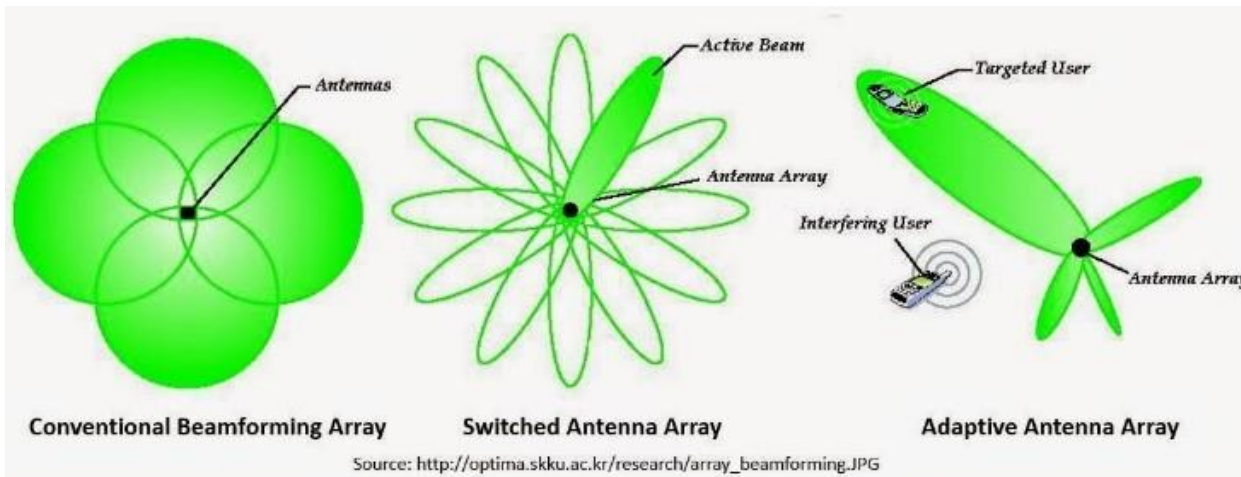 Antennas
Active Beam
Antenna Array
Targeted User
Interfering User
Antenna Array
Conventional Beamforming Array
Switched Antenna Array
Adaptive Antenna Array
Source: http://optima.skku.ac.kr/research/array_beamforming.JPG